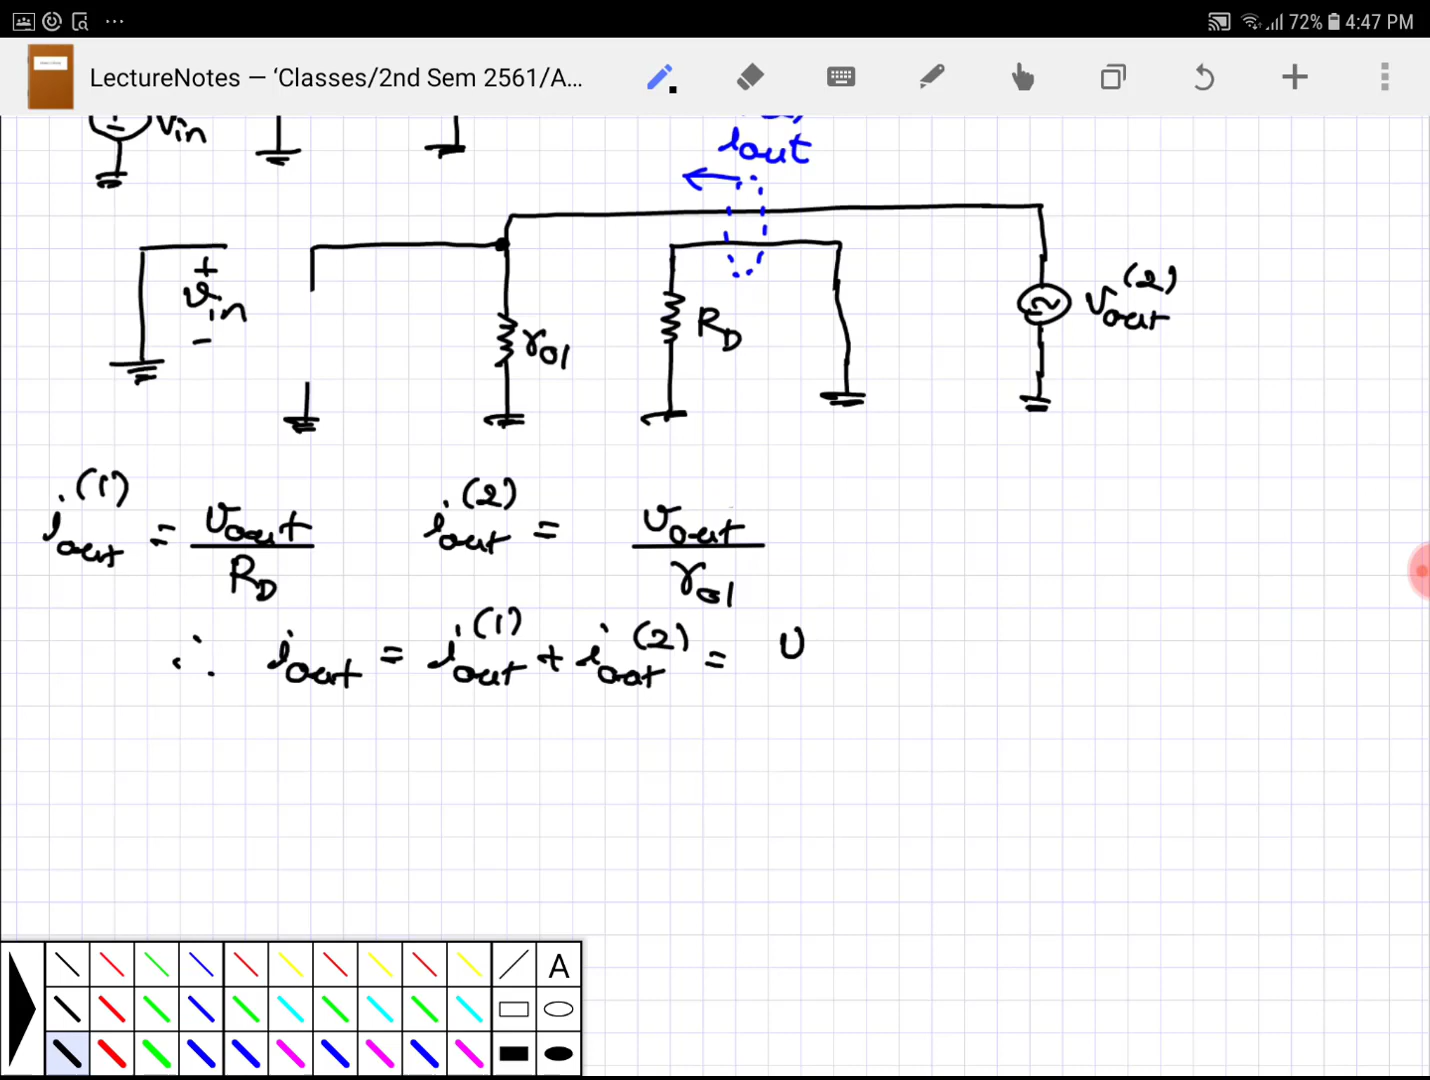 72% 4:47 PM
LectureNotes — ‘Classes/2nd Sem 2561/A...
vin
iout
+
vin
-
ro1
RD
vout(2)
iout(1) = vout/RD iout(2) = vout/ro1
∴ iout = iout(1) + iout(2) = v
A